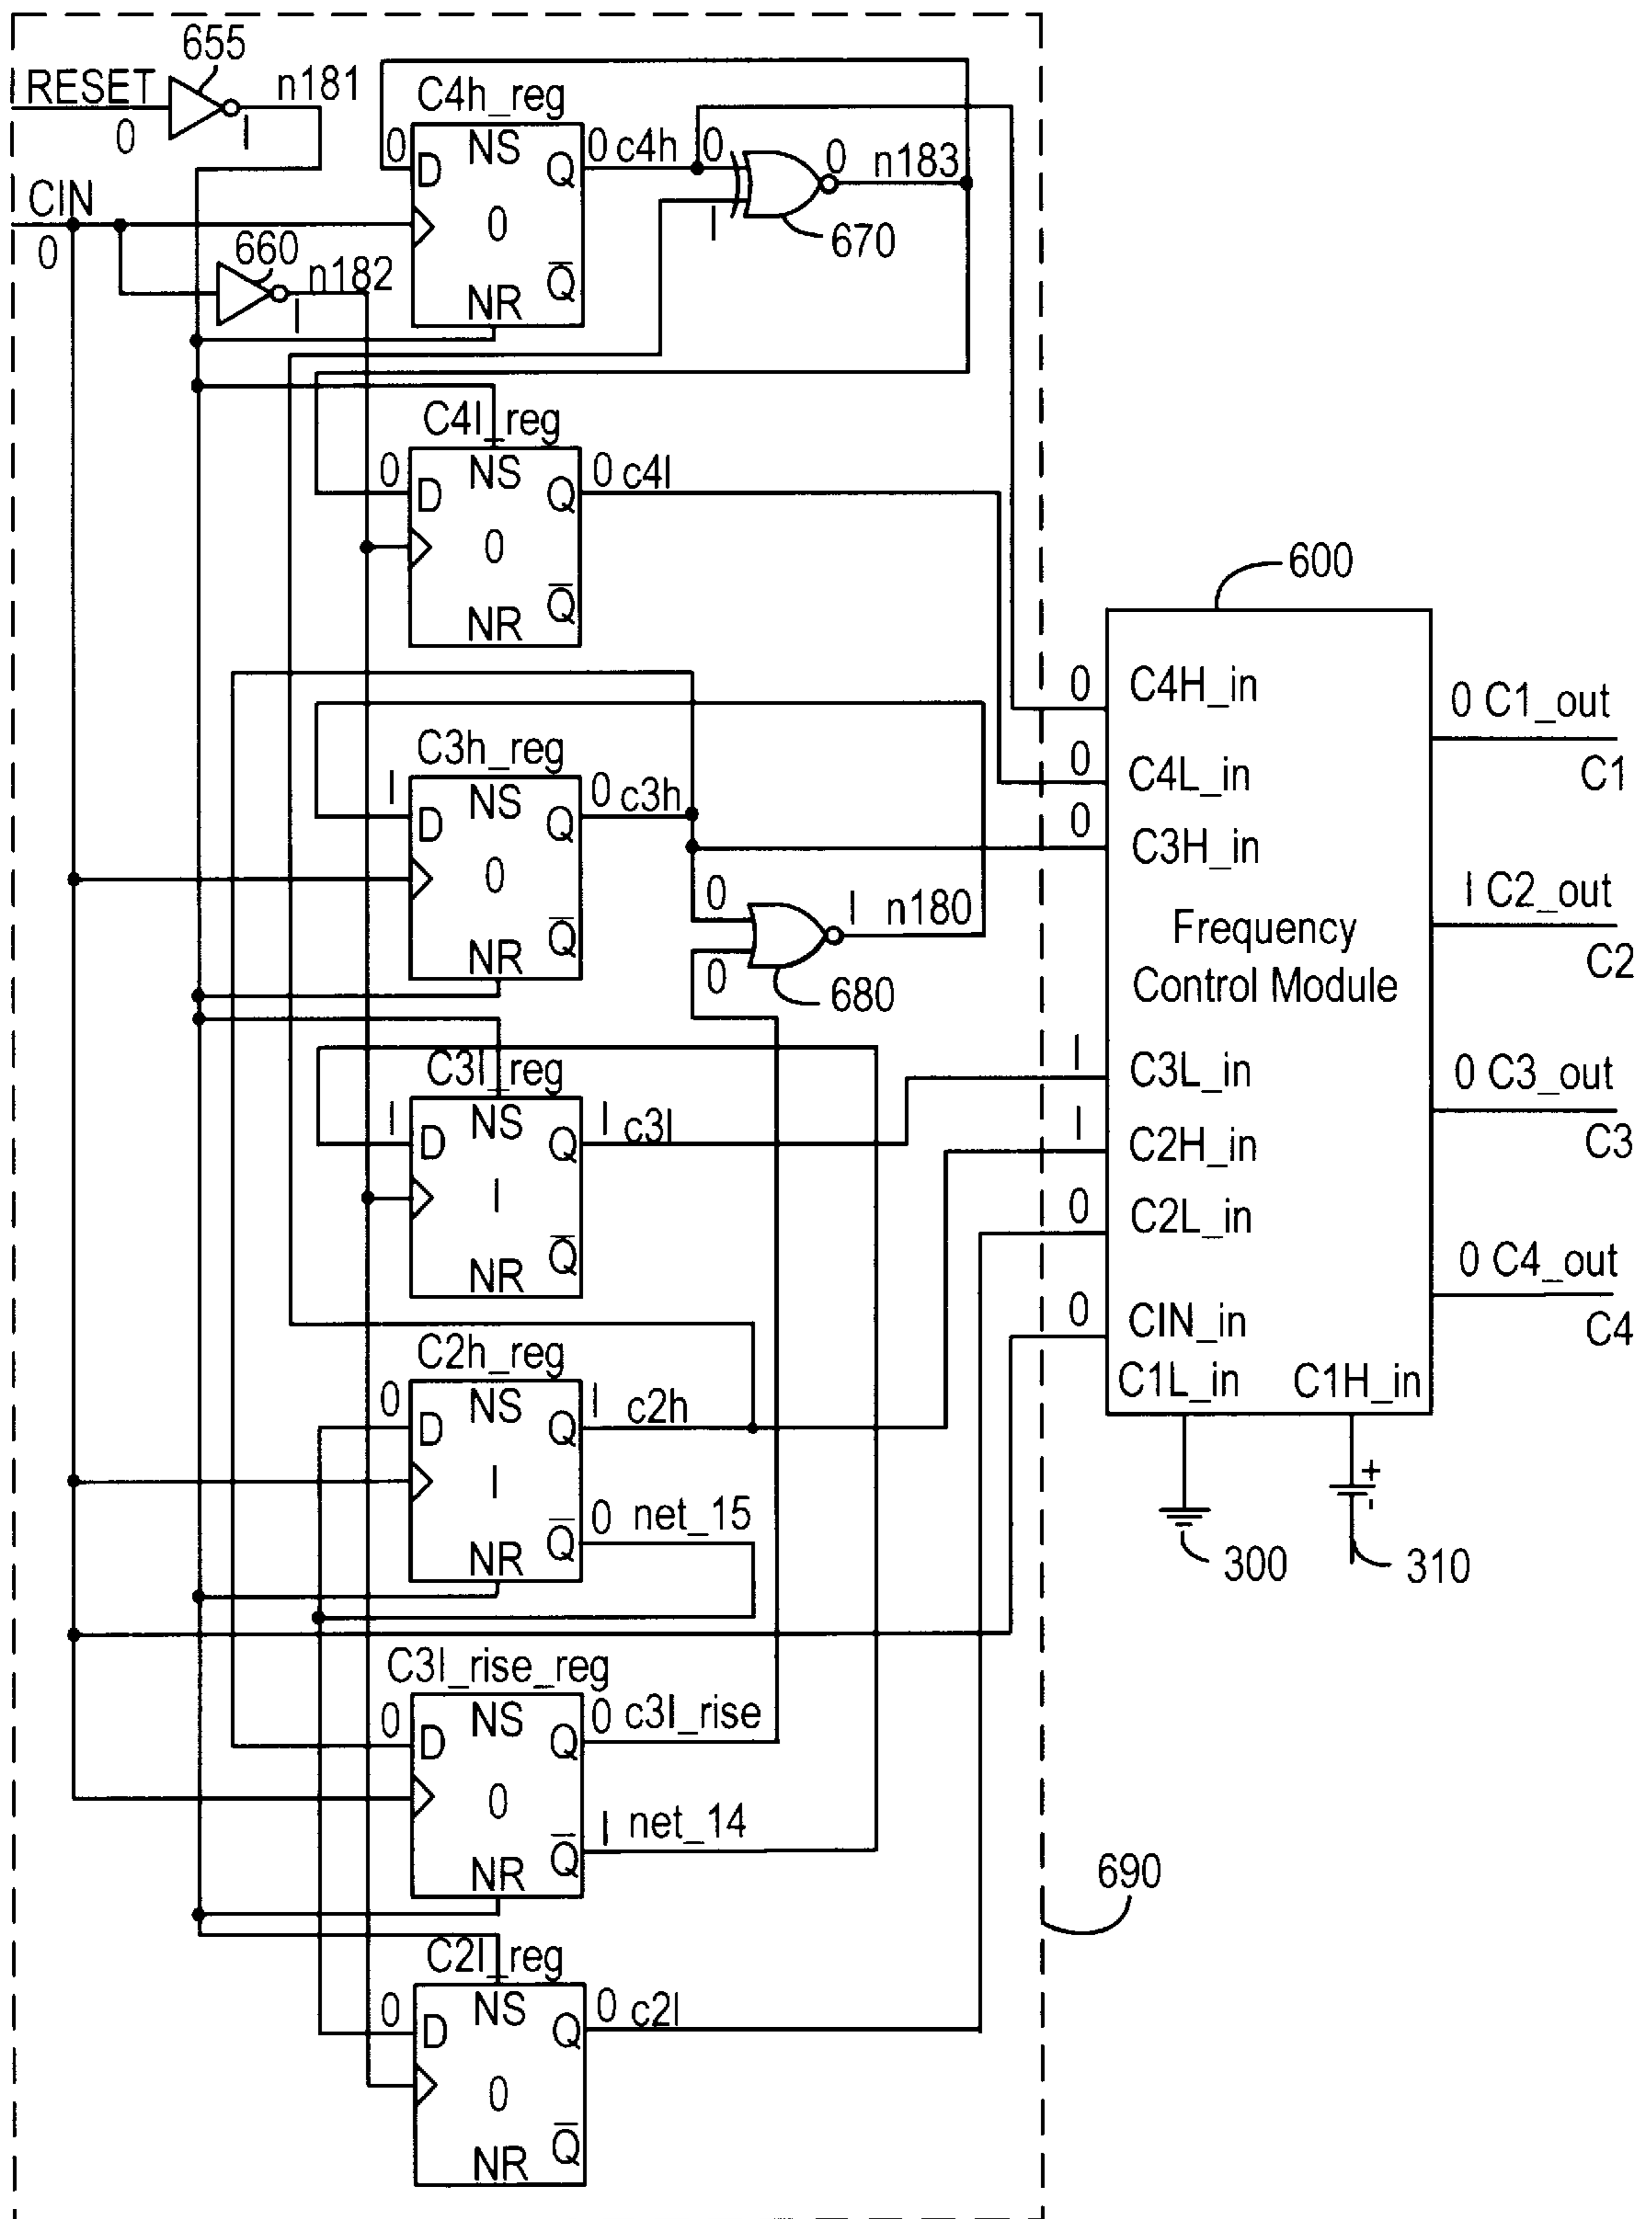 655
RESET
n181
0
I
C4h_reg
0 D NS Q 0 c4h 0
0 n183
CIN
0
0
I
670
660
n182
I
Q
NR
C4l_reg
0 D NS Q 0 c4l
0
Q
NR
600
0 C4H_in
0 C1_out
C1
0 C4L_in
0 C3H_in
C3h_reg
I D NS Q 0 c3h
0
0
I n180
Q
NR
0
680
Frequency
Control Module
I C2_out
C2
C3l_reg
I D NS Q I c3l
I
Q
NR
I C3L_in
I C2H_in
0 C2L_in
0 CIN_in
C1L_in C1H_in
0 C3_out
C3
0 C4_out
C4
C2h_reg
0 D NS Q I c2h
I
Q 0 net_15
NR
+
-
300
310
C3l_rise_reg
0 D NS Q 0 c3l_rise
0
Q I net_14
NR
690
C2l_reg
0 D NS Q 0 c2l
0
Q
NR